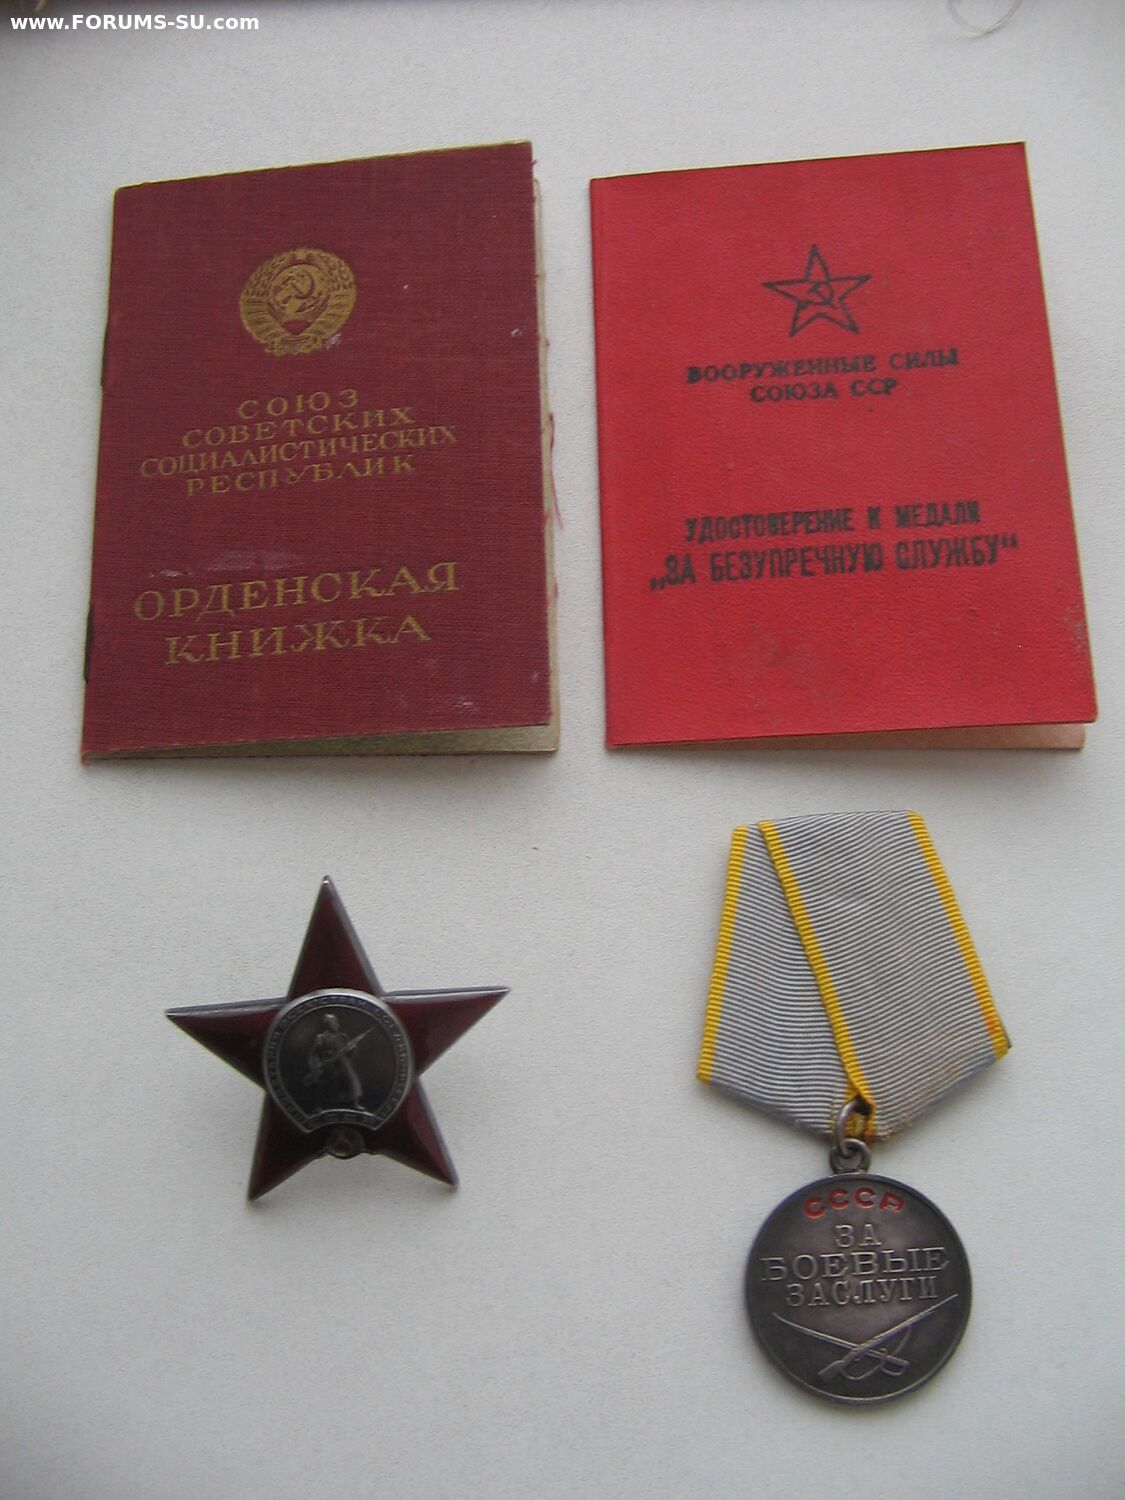 www.FORUMS-SU.com
СОЮЗ
СОВЕТСКИХ
СОЦИАЛИСТИЧЕСКИХ
РЕСПУБЛИК
ОРДЕНСКАЯ
КНИЖКА
ВООРУЖЕННЫЕ СИЛЫ
СОЮЗА ССР
УДОСТОВЕРЕНИЕ К МЕДАЛИ
„ЗА БЕЗУПРЕЧНУЮ СЛУЖБУ“
СССР
ЗА
БОЕВЫЕ
ЗАСЛУГИ